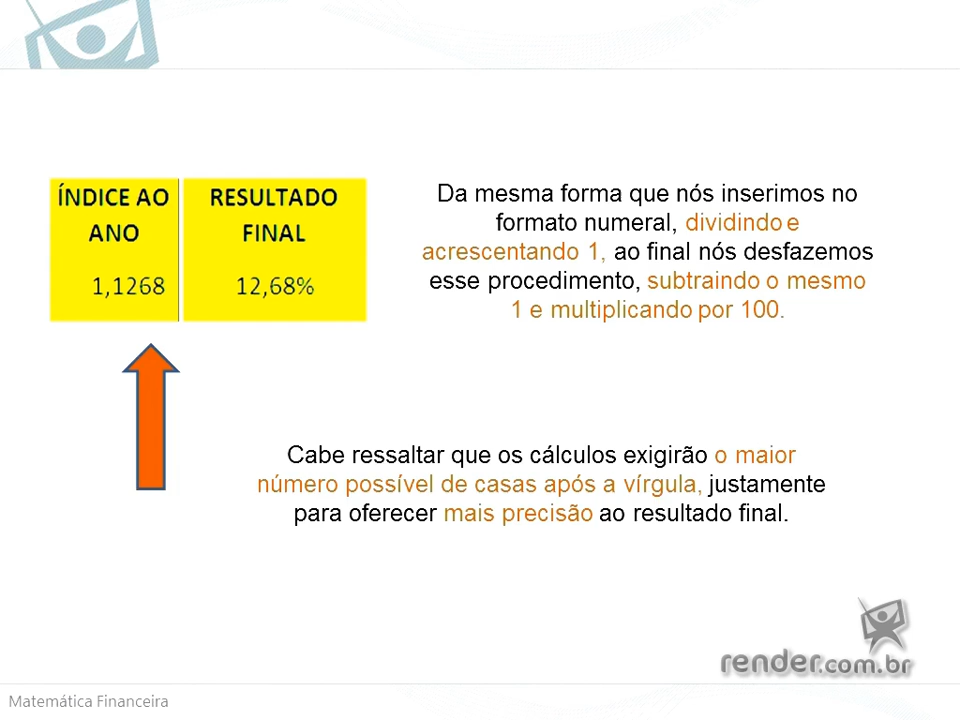 ÍNDICE AO
ANO
1,1268
RESULTADO
FINAL
12,68%
Da mesma forma que nós inserimos no
formato numeral, dividindo e
acrescentando 1, ao final nós desfazemos
esse procedimento, subtraindo o mesmo
1 e multiplicando por 100.
Cabe ressaltar que os cálculos exigirão o maior
número possível de casas após a vírgula, justamente
para oferecer mais precisão ao resultado final.
render.com.br
Matemática Financeira